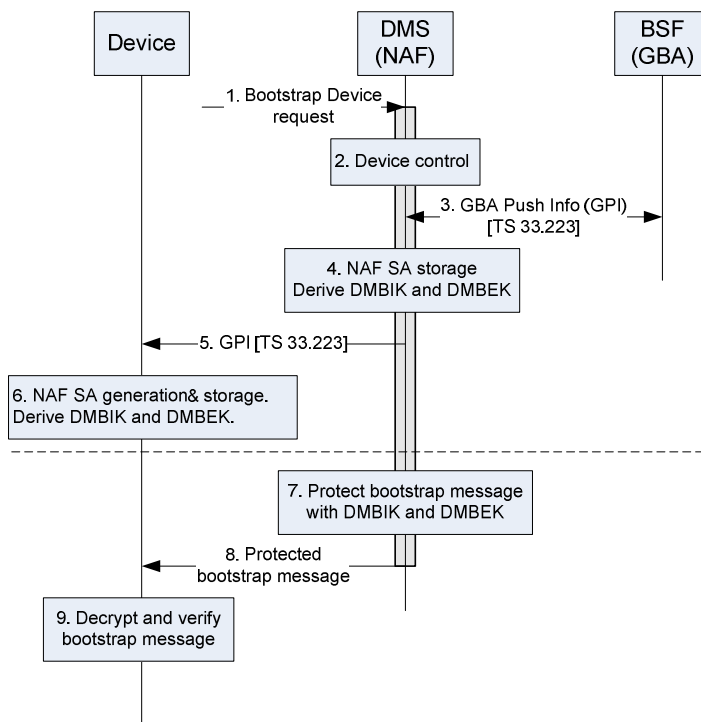 Device
DMS
(NAF)
BSF
(GBA)
1. Bootstrap Device
request
2. Device control
3. GBA Push Info (GPI)
[TS 33.223]
4. NAF SA storage
Derive DMBIK and DMBEK
5. GPI [TS 33.223]
6. NAF SA generation& storage.
Derive DMBIK and DMBEK.
7. Protect bootstrap message
with DMBIK and DMBEK
8. Protected
bootstrap message
9. Decrypt and verify
bootstrap message